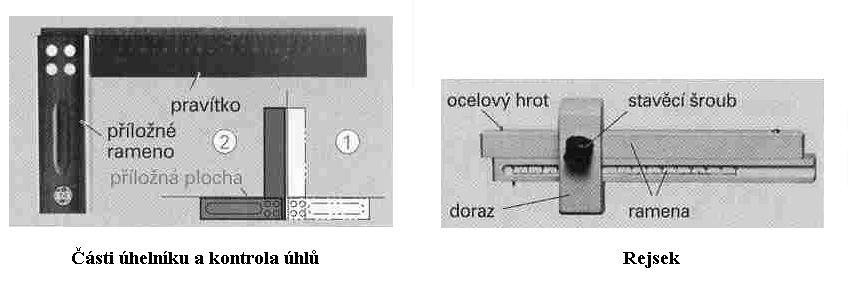 pravítko
příložné
rameno
2
1
příložná plocha
Části úhelníku a kontrola úhlů
ocelový hrot
stavěcí šroub
doraz
ramena
Rejsek